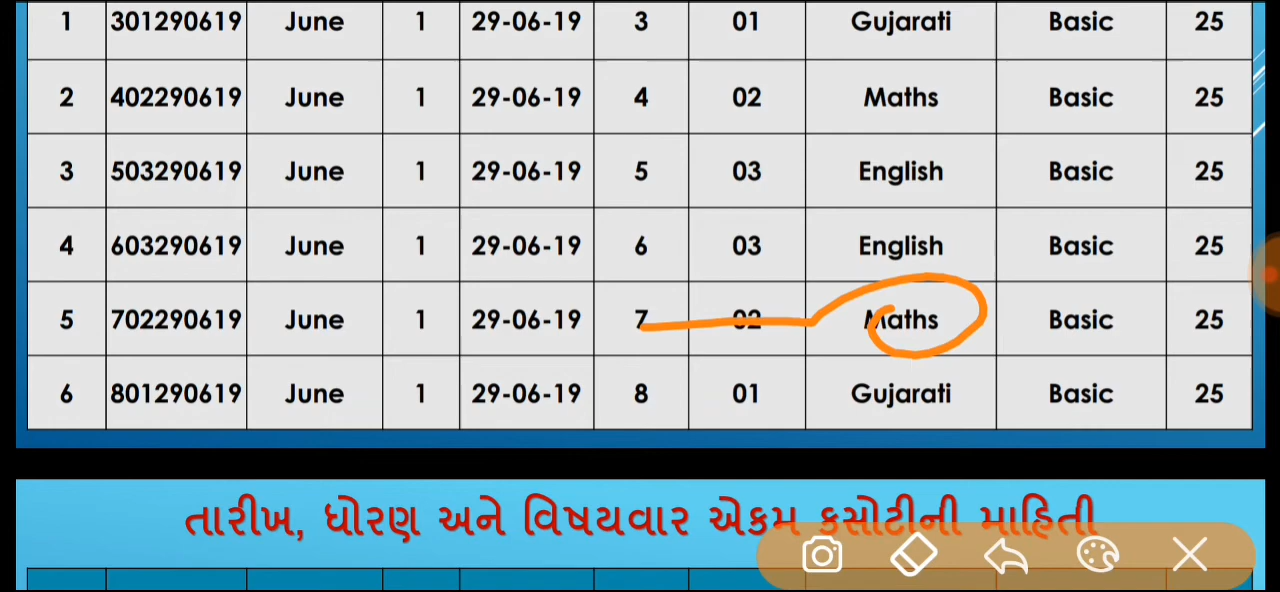 1 301290619 June 1 29-06-19 3 01 Gujarati Basic 25
2 402290619 June 1 29-06-19 4 02 Maths Basic 25
3 503290619 June 1 29-06-19 5 03 English Basic 25
4 603290619 June 1 29-06-19 6 03 English Basic 25
5 702290619 June 1 29-06-19 7 02 Maths Basic 25
6 801290619 June 1 29-06-19 8 01 Gujarati Basic 25
તારીખ, ધોરણ અને વિષયવાર એકમ કસોટીની માહિતી